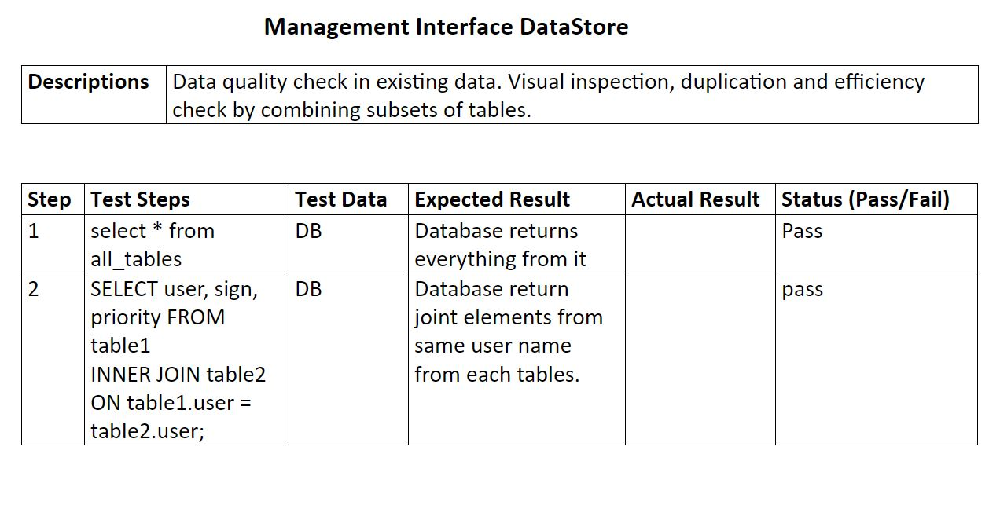 Management Interface DataStore
Descriptions
Data quality check in existing data. Visual inspection, duplication and efficiency
check by combining subsets of tables.
Step Test Steps Test Data Expected Result Actual Result Status (Pass/Fail)
1
select * from
all_tables
DB
Database returns
everything from it
Pass
2
SELECT user, sign,
priority FROM
table1
INNER JOIN table2
ON table1.user =
table2.user;
DB
Database return
joint elements from
same user name
from each tables.
pass